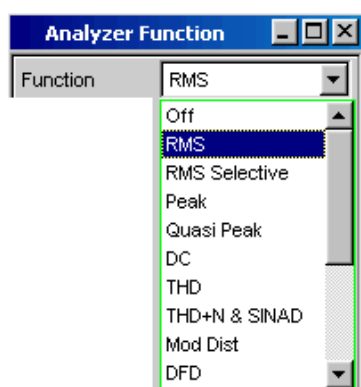 Analyzer Function
Function RMS
Off
RMS
RMS Selective
Peak
Quasi Peak
DC
THD
THD+N & SINAD
Mod Dist
DFD